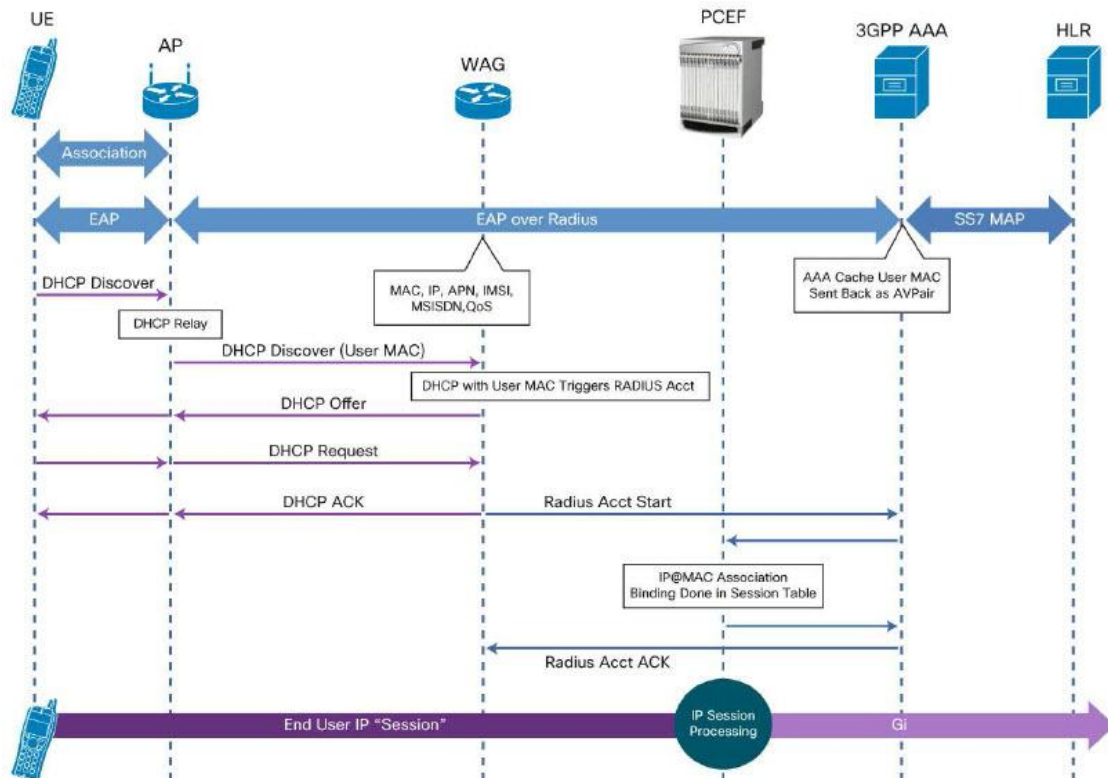 UE
AP
WAG
PCEF
3GPP AAA
HLR
Association
EAP
EAP over Radius
SS7 MAP
DHCP Discover
MAC, IP, APN, IMSI,
MSISDN,QoS
AAA Cache User MAC
Sent Back as AVPair
DHCP Relay
DHCP Discover (User MAC)
DHCP with User MAC Triggers RADIUS Acct
DHCP Offer
DHCP Request
DHCP ACK
Radius Acct Start
IP@MAC Association
Binding Done in Session Table
Radius Acct ACK
End User IP “Session”
IP Session
Processing
Gi